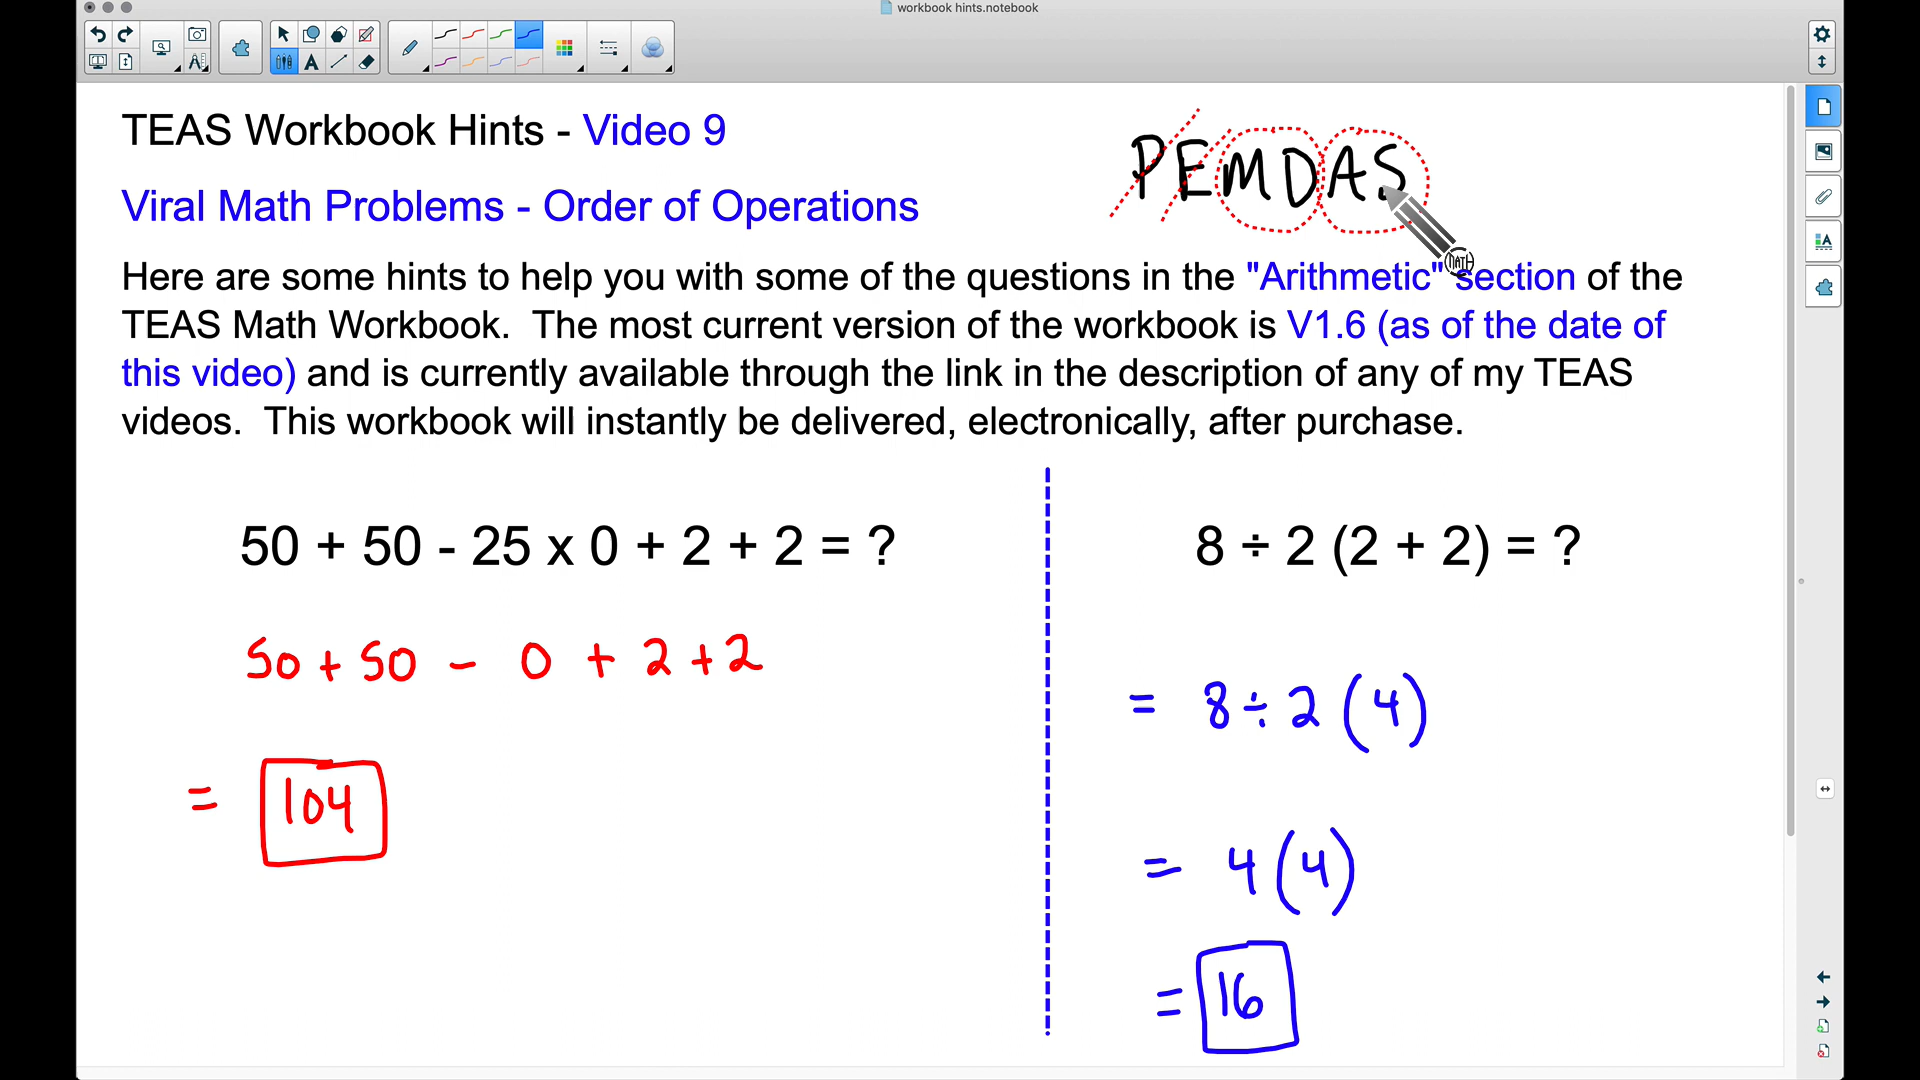 workbook hints.notebook
TEAS Workbook Hints - Video 9
PEMDAS
Viral Math Problems - Order of Operations
MATH
Here are some hints to help you with some of the questions in the "Arithmetic" section of the
TEAS Math Workbook.  The most current version of the workbook is V1.6 (as of the date of
this video) and is currently available through the link in the description of any of my TEAS
videos.  This workbook will instantly be delivered, electronically, after purchase.
50 + 50 - 25 x 0 + 2 + 2 = ?
50 + 50 - 0 + 2 + 2
= 104
8 ÷ 2 (2 + 2) = ?
= 8 ÷ 2 (4)
= 4 (4)
= 16